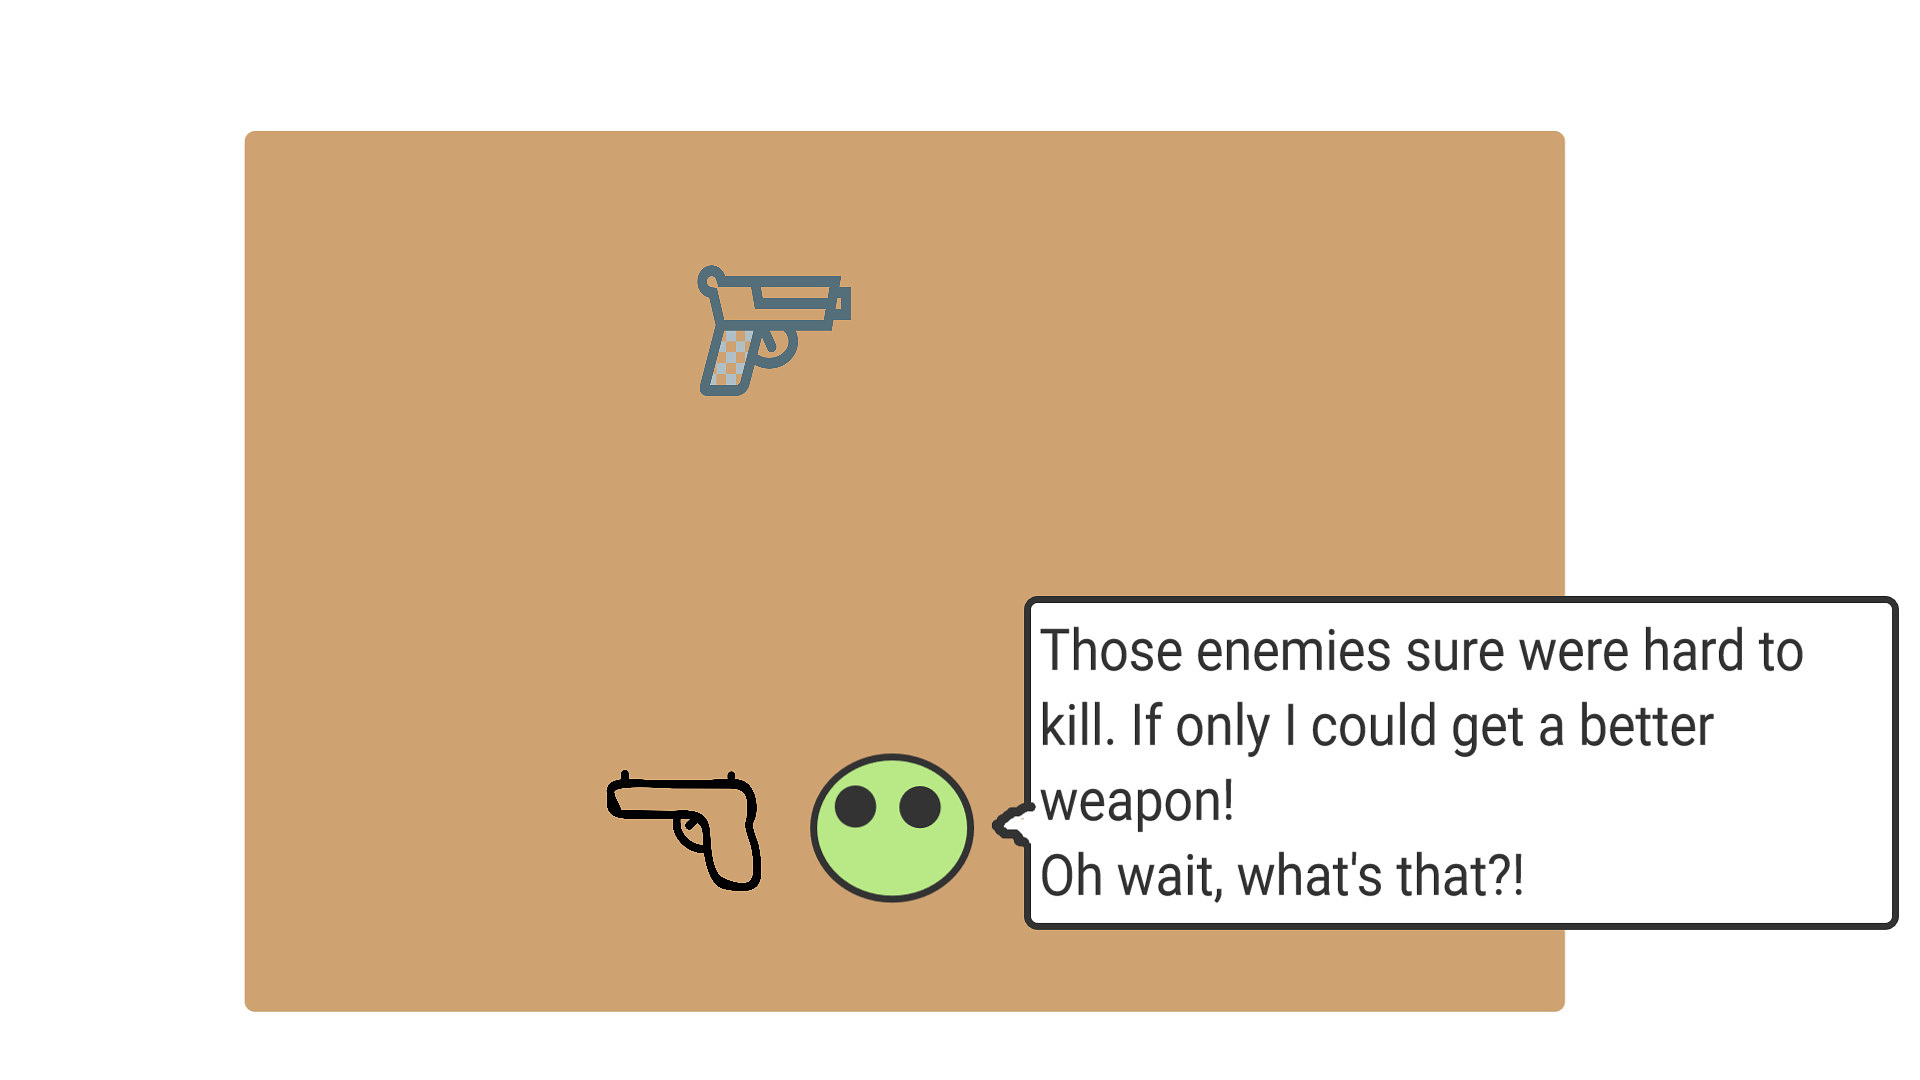 Those enemies sure were hard to
kill. If only I could get a better
weapon!
Oh wait, what's that?!